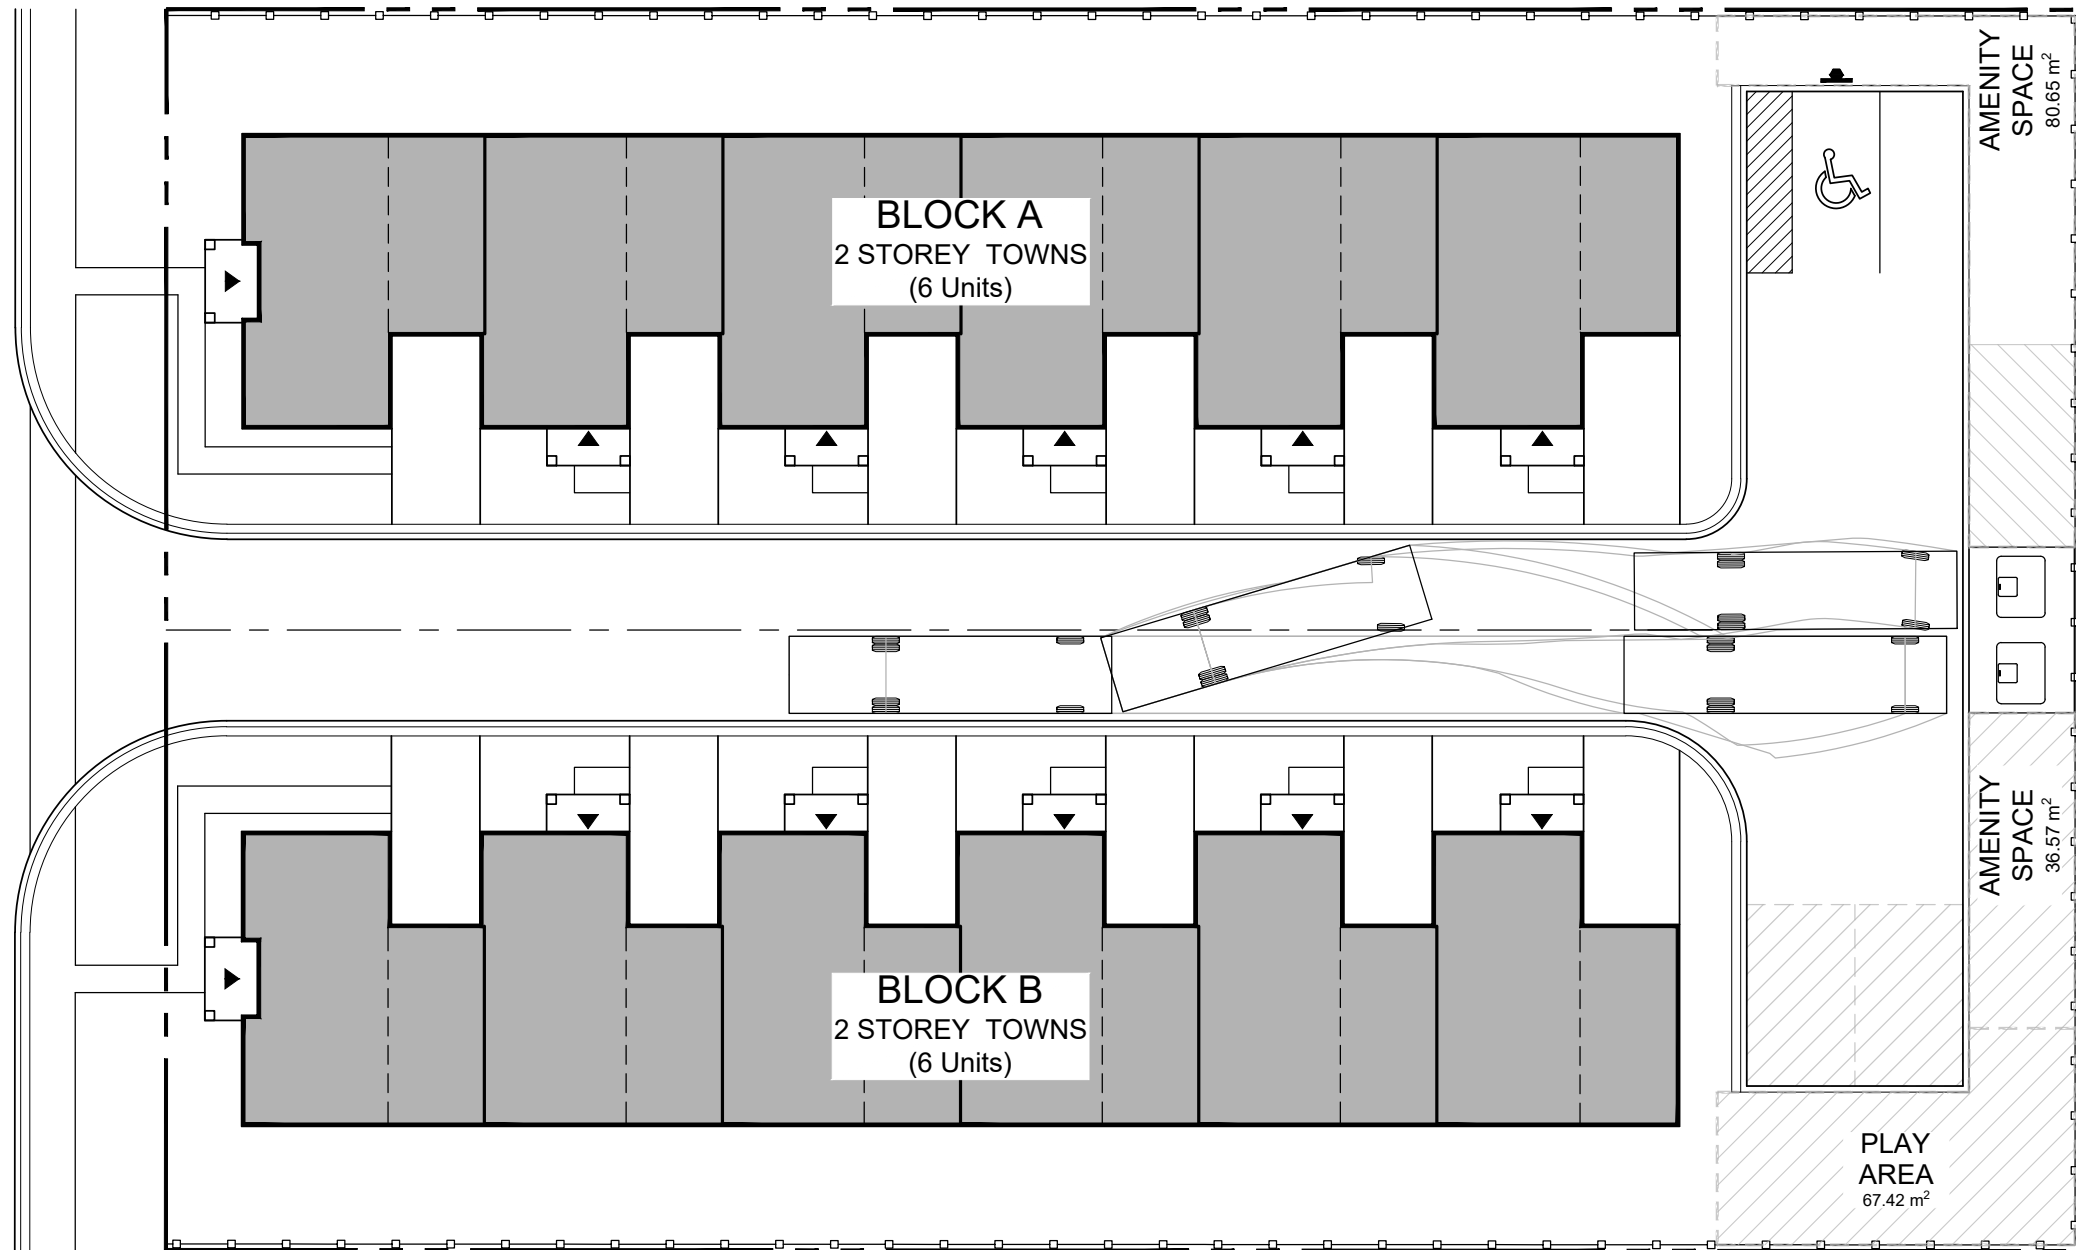 AMENITY
SPACE
80.65 m²
BLOCK A
2 STOREY TOWNS
(6 Units)
AMENITY
SPACE
36.57 m²
BLOCK B
2 STOREY TOWNS
(6 Units)
PLAY
AREA
67.42 m²